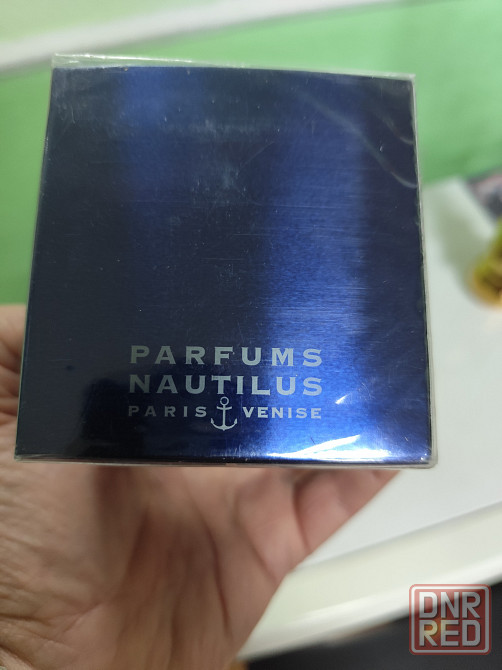 PARFUMS
NAUTILUS
PARIS VENISE
DNR
RED